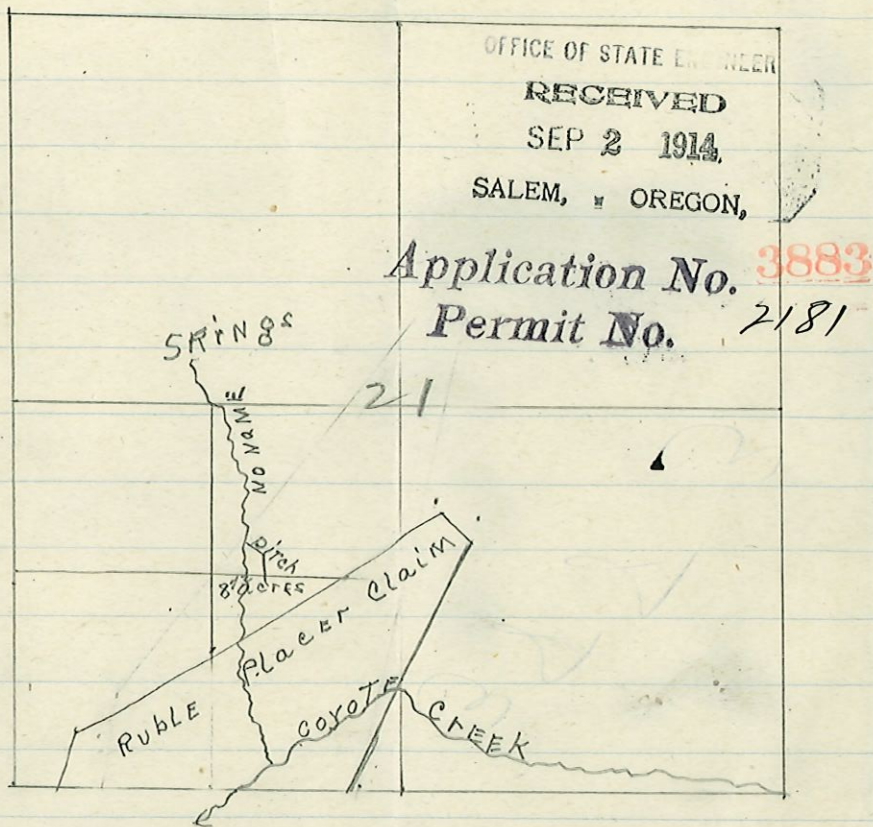 OFFICE OF STATE ENGINEER
RECEIVED
SEP 2 1914.
SALEM, OREGON,
Application No. 3883
Permit No. 2181
SPRINGS
21
NO NAME
DITCH
8 ACRES
RUBLE PLACER CLAIM
COYOTE CREEK